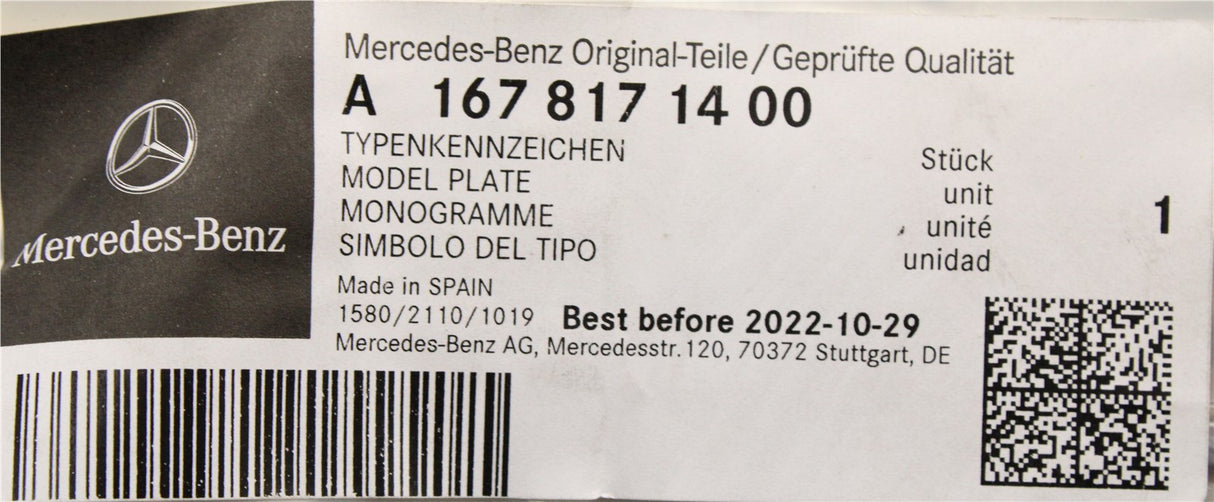 Mercedes-Benz
Mercedes-Benz Original-Teile/Geprüfte Qualität
A 167 817 14 00
TYPENKENNZEICHEN
MODEL PLATE
MONOGRAMME
SIMBOLO DEL TIPO
Stück
unit
unité
unidad
1
Made in SPAIN
1580/2110/1019 Best before 2022-10-29
Mercedes-Benz AG, Mercedesstr.120, 70372 Stuttgart, DE